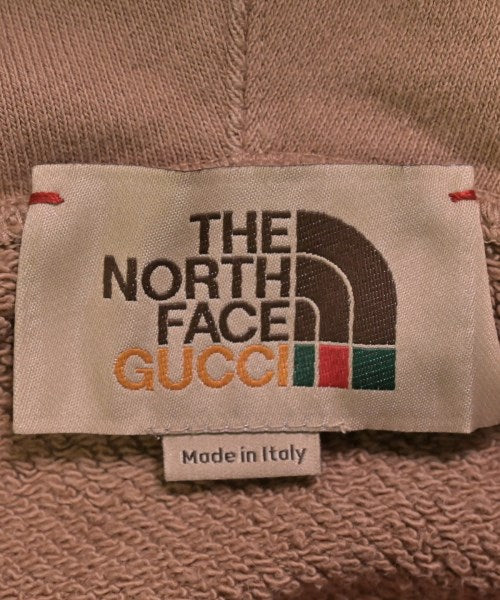 THE
NORTH
FACE
GUCCI
Made in Italy